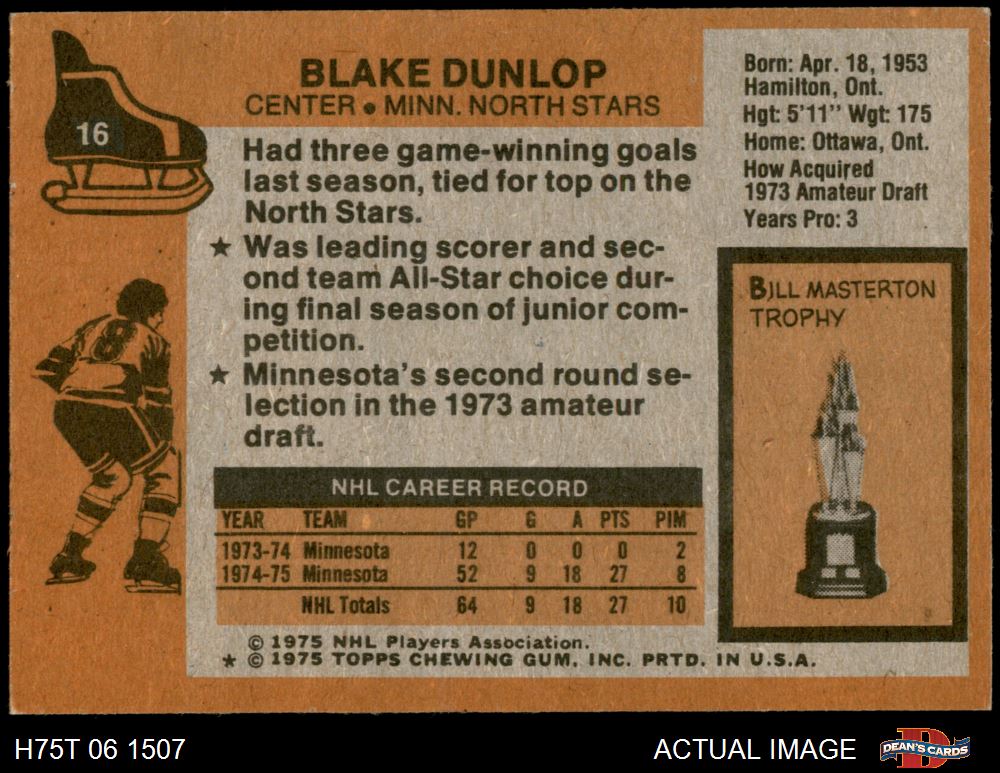 16
BLAKE DUNLOP
CENTER • MINN. NORTH STARS
Had three game-winning goals
last season, tied for top on the
North Stars.
★ Was leading scorer and sec-
ond team All-Star choice dur-
ing final season of junior com-
petition.
★ Minnesota's second round se-
lection in the 1973 amateur
draft.
Born: Apr. 18, 1953
Hamilton, Ont.
Hgt: 5'11" Wgt: 175
Home: Ottawa, Ont.
How Acquired
1973 Amateur Draft
Years Pro: 3
BILL MASTERTON
TROPHY
8
NHL CAREER RECORD
YEAR TEAM GP G A PTS PIM
1973-74 Minnesota 12 0 0 0 2
1974-75 Minnesota 52 9 18 27 8
NHL Totals 64 9 18 27 10
© 1975 NHL Players Association.
★ © 1975 TOPPS CHEWING GUM, INC. PRTD. IN U.S.A.
H75T 06 1507
ACTUAL IMAGE
DEAN'S CARDS